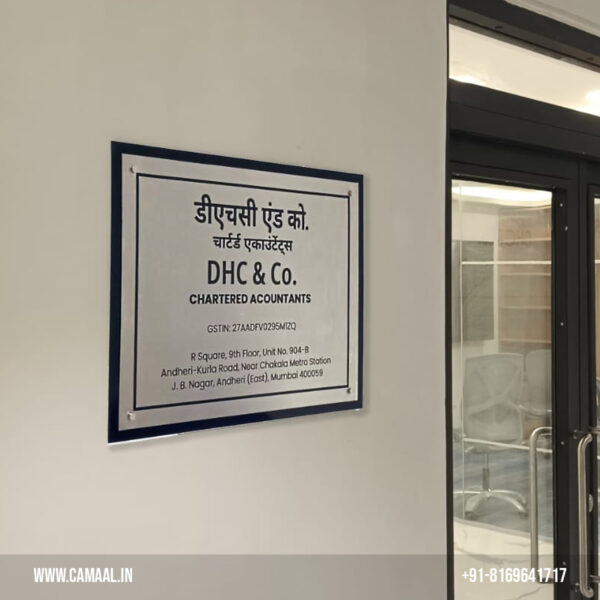 डीएचसी एंड को.
चार्टर्ड एकाउंटेंट्स
DHC & Co.
CHARTERED ACOUNTANTS
GSTIN: 27AADFV0295M1ZQ
R Square, 9th Floor, Unit No. 904-B
Andheri-Kurla Road, Near Chakala Metro Station
J. B. Nagar, Andheri (East), Mumbai 400059
WWW.CAMAAL.IN
+91-8169641717